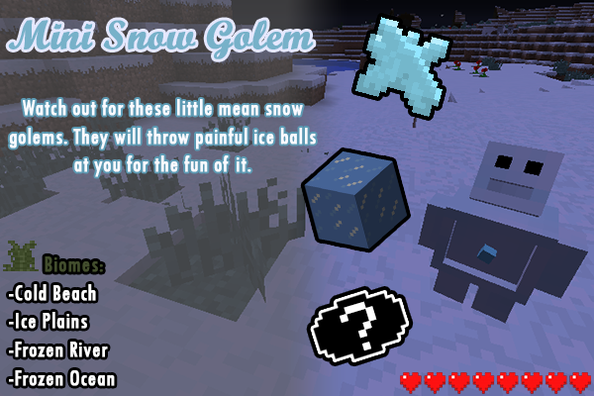 Mini Snow Golem
Watch out for these little mean snow
golems. They will throw painful ice balls
at you for the fun of it.
Biomes:
-Cold Beach
-Ice Plains
-Frozen River
-Frozen Ocean
?